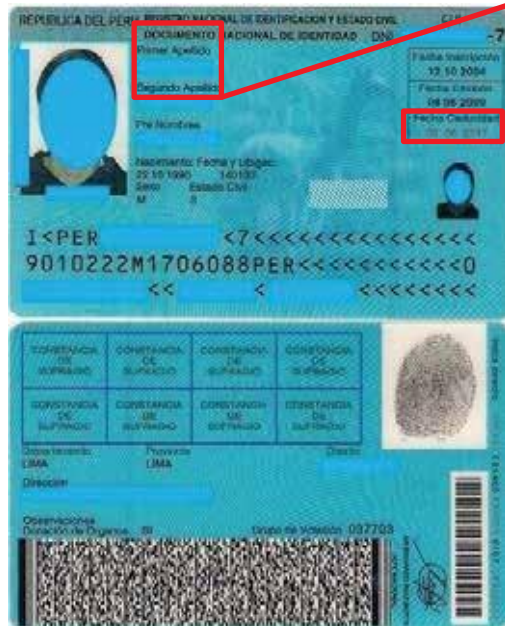 REPUBLICA DEL PERU REGISTRO NACIONAL DE IDENTIFICACION Y ESTADO CIVIL
DOCUMENTO NACIONAL DE IDENTIDAD DNI -7
Primer Apellido
Segundo Apellido
Pre Nombres
Nacimiento: Fecha y Ubigeo
22 10 1990 140133
Sexo Estado Civil
M S
Fecha Inscripción
12 10 2004
Fecha Emisión
08 06 2009
Fecha Caducidad
I<PER <7<<<<<<<<<<<<<<<
9010222M1706088PER<<<<<<<<<<<0
<< < <<<<<<<<
CONSTANCIA DE SUFRAGIO CONSTANCIA DE SUFRAGIO CONSTANCIA DE SUFRAGIO CONSTANCIA DE SUFRAGIO
CONSTANCIA DE SUFRAGIO CONSTANCIA DE SUFRAGIO CONSTANCIA DE SUFRAGIO CONSTANCIA DE SUFRAGIO
Departamento Provincia Distrito
LIMA LIMA
Dirección
Observaciones
Donación de Órganos Grupo de Votación 037703